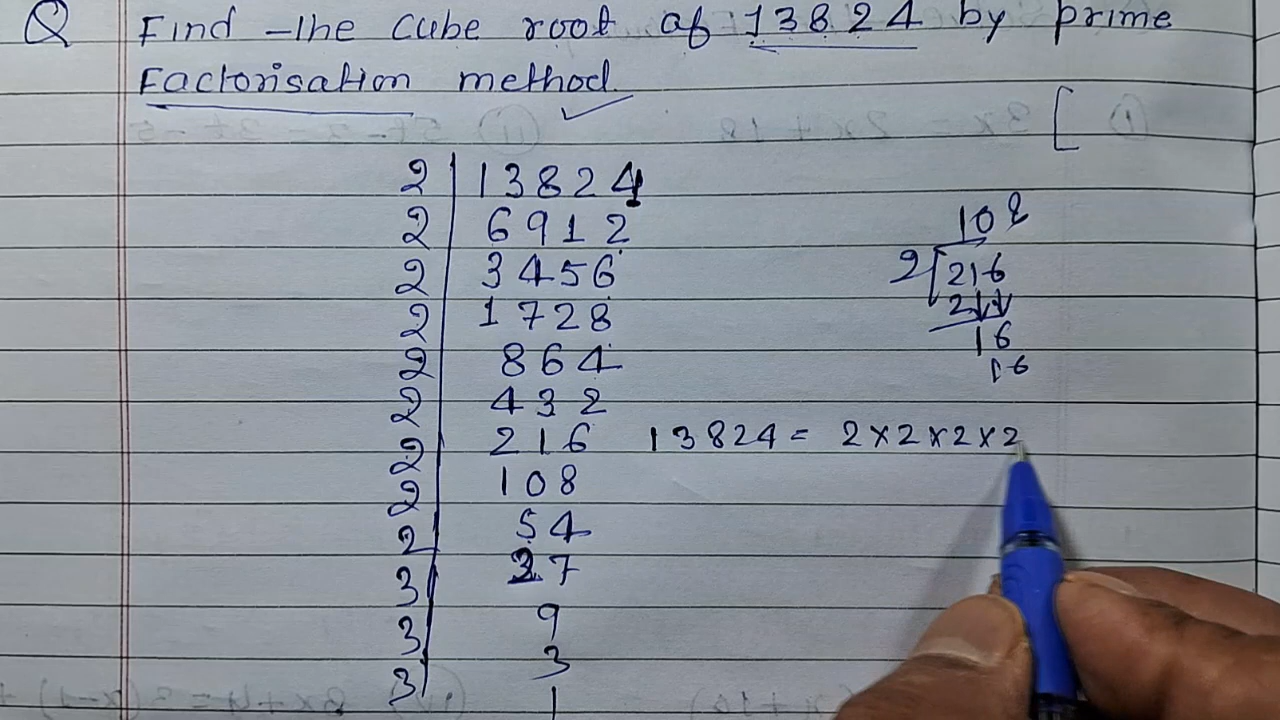 Q Find the cube root of 13824 by prime
Factorisation method.
2 | 13824
2 | 6912
2 | 3456
2 | 1728
2 | 864
2 | 432
2 | 216
2 | 108
2 | 54
3 | 27
3 | 9
3 | 3
1
108
2 216
2
16
16
13824 = 2×2×2×2